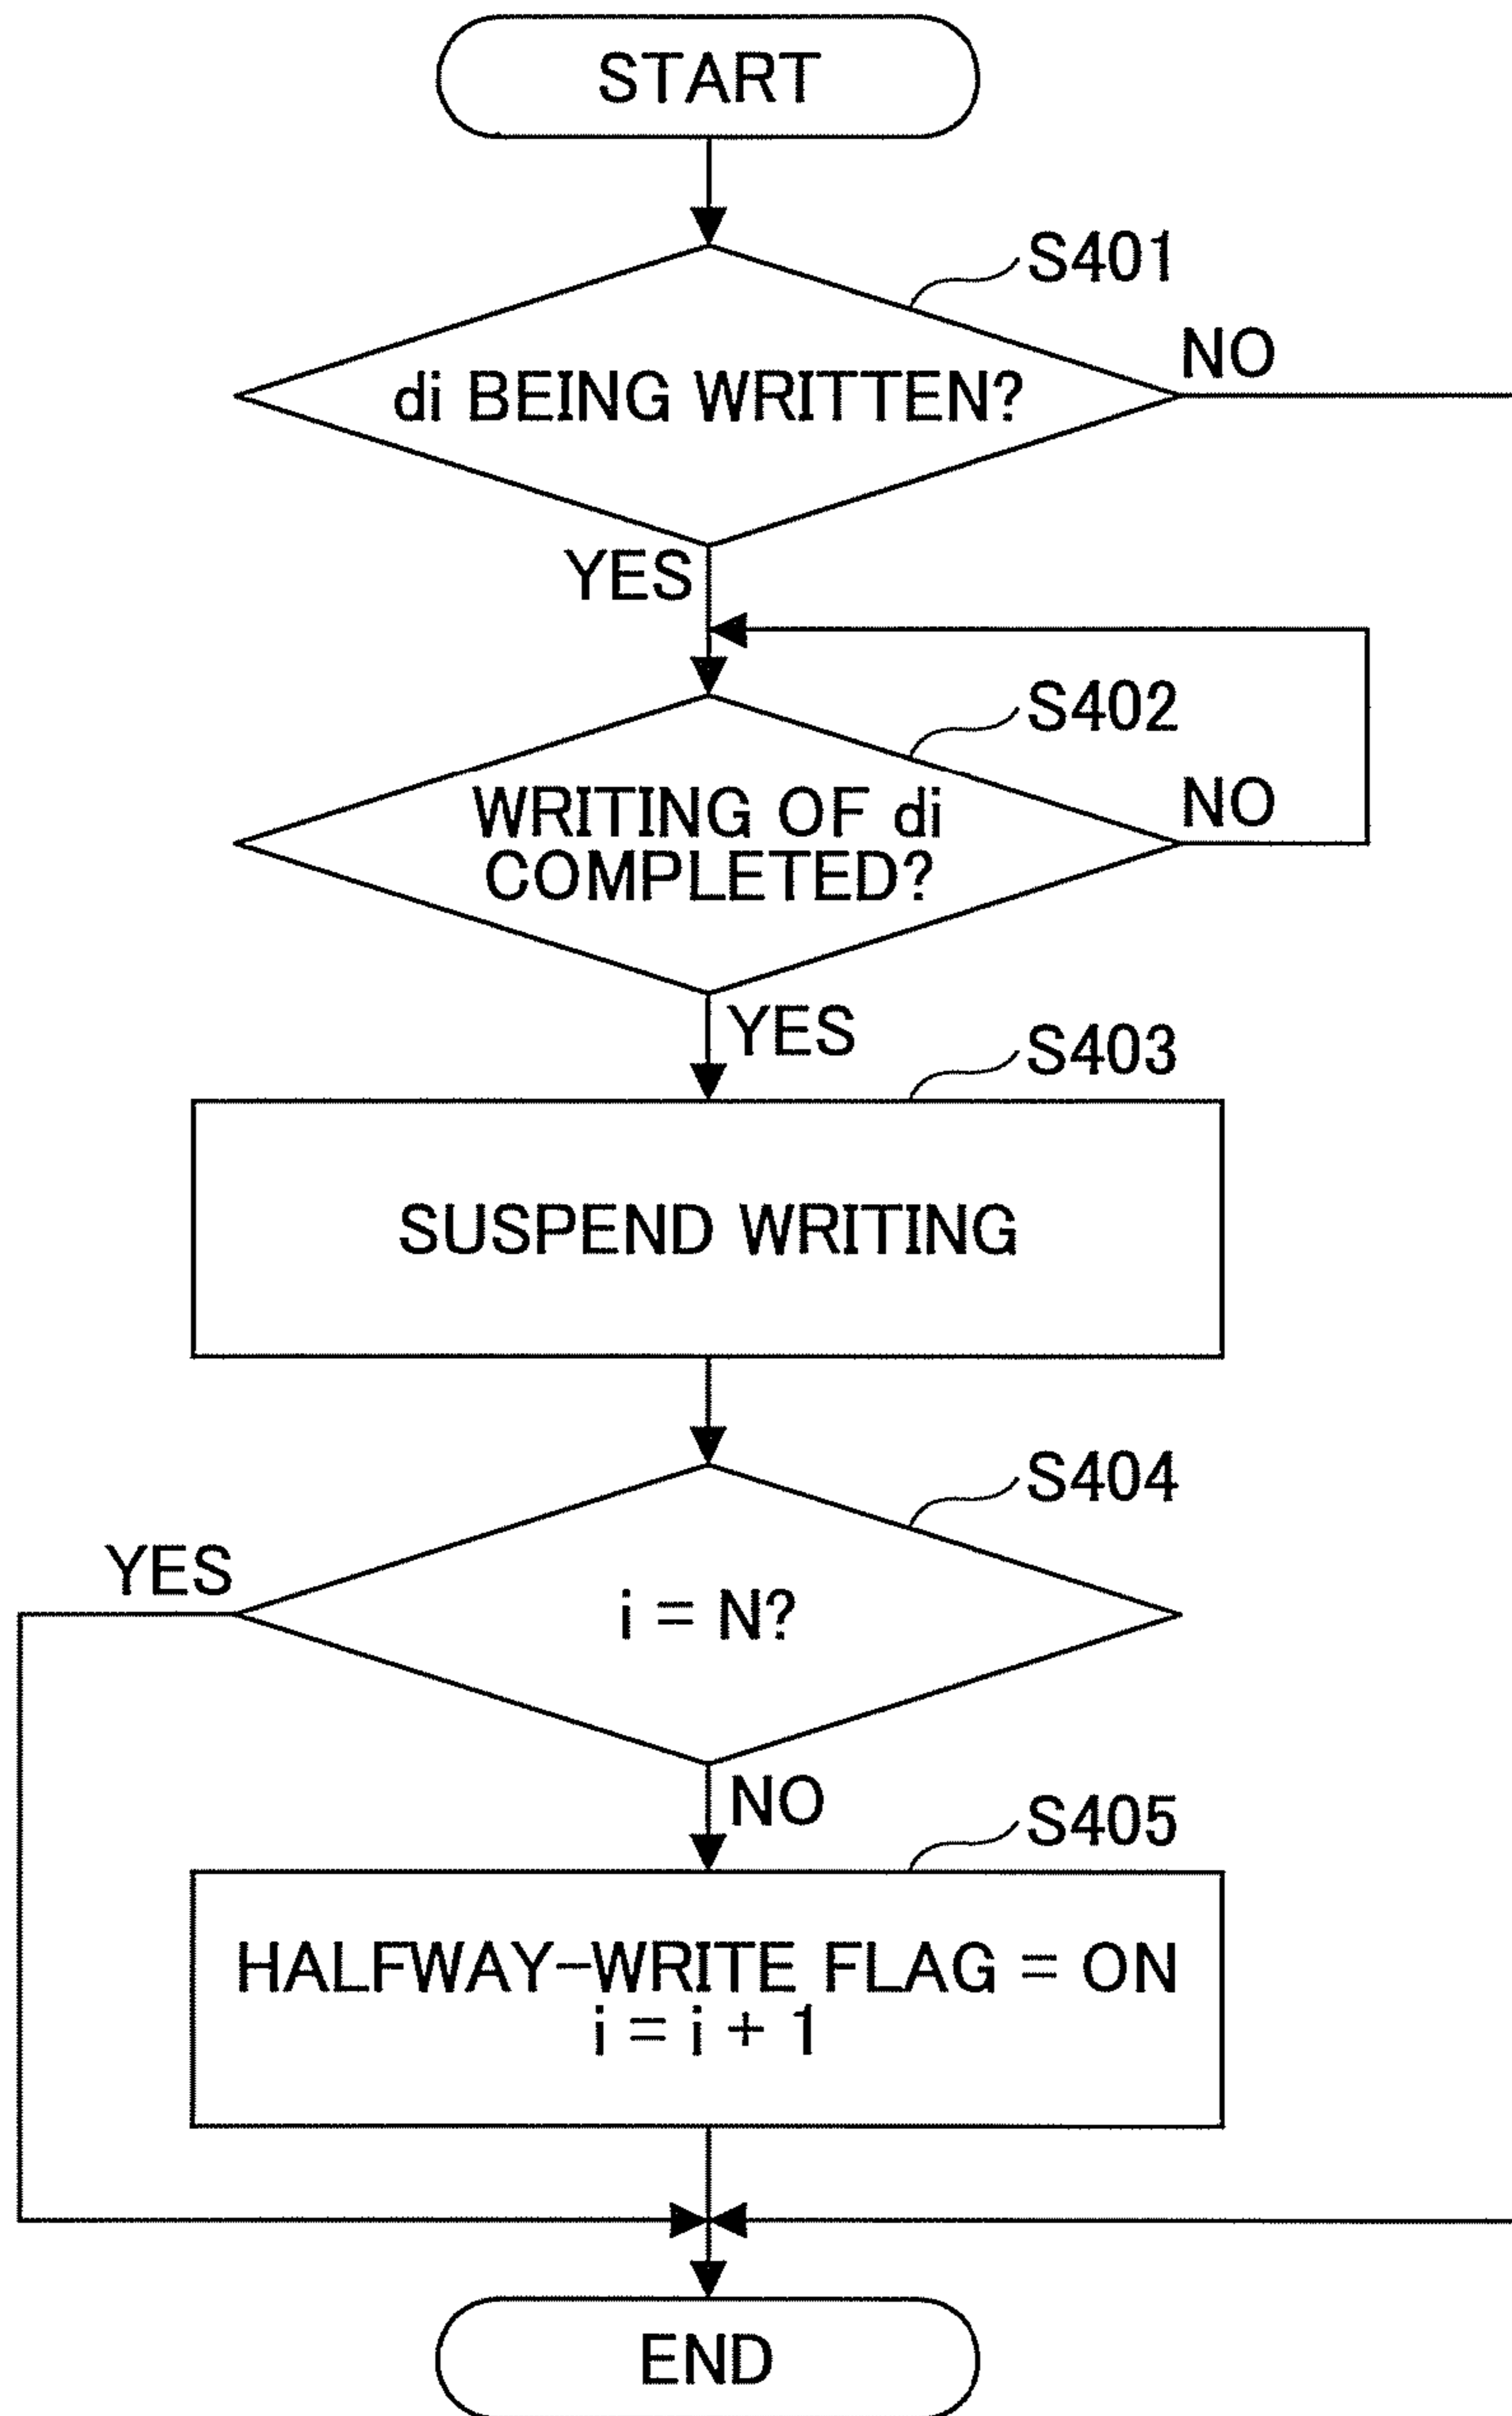 START
S401
di BEING WRITTEN?
NO
YES
S402
WRITING OF di
COMPLETED?
NO
YES
S403
SUSPEND WRITING
S404
YES
i = N?
NO
S405
HALFWAY-WRITE FLAG = ON
i = i + 1
END